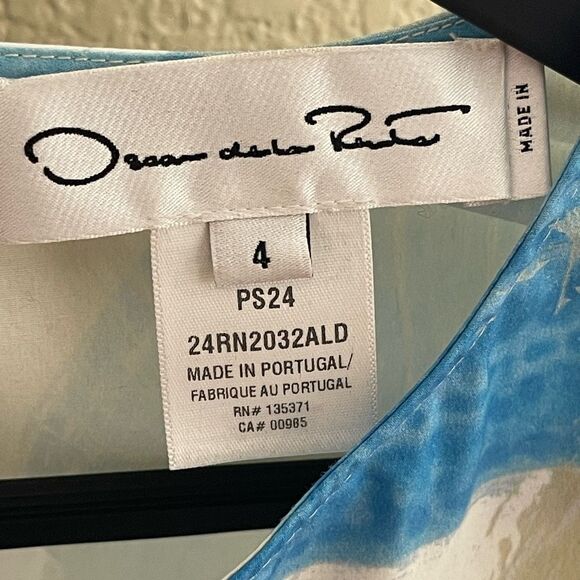 Oscar de la Renta
MADE IN
4
PS24
24RN2032ALD
MADE IN PORTUGAL/
FABRIQUE AU PORTUGAL
RN# 135371
CA# 00985